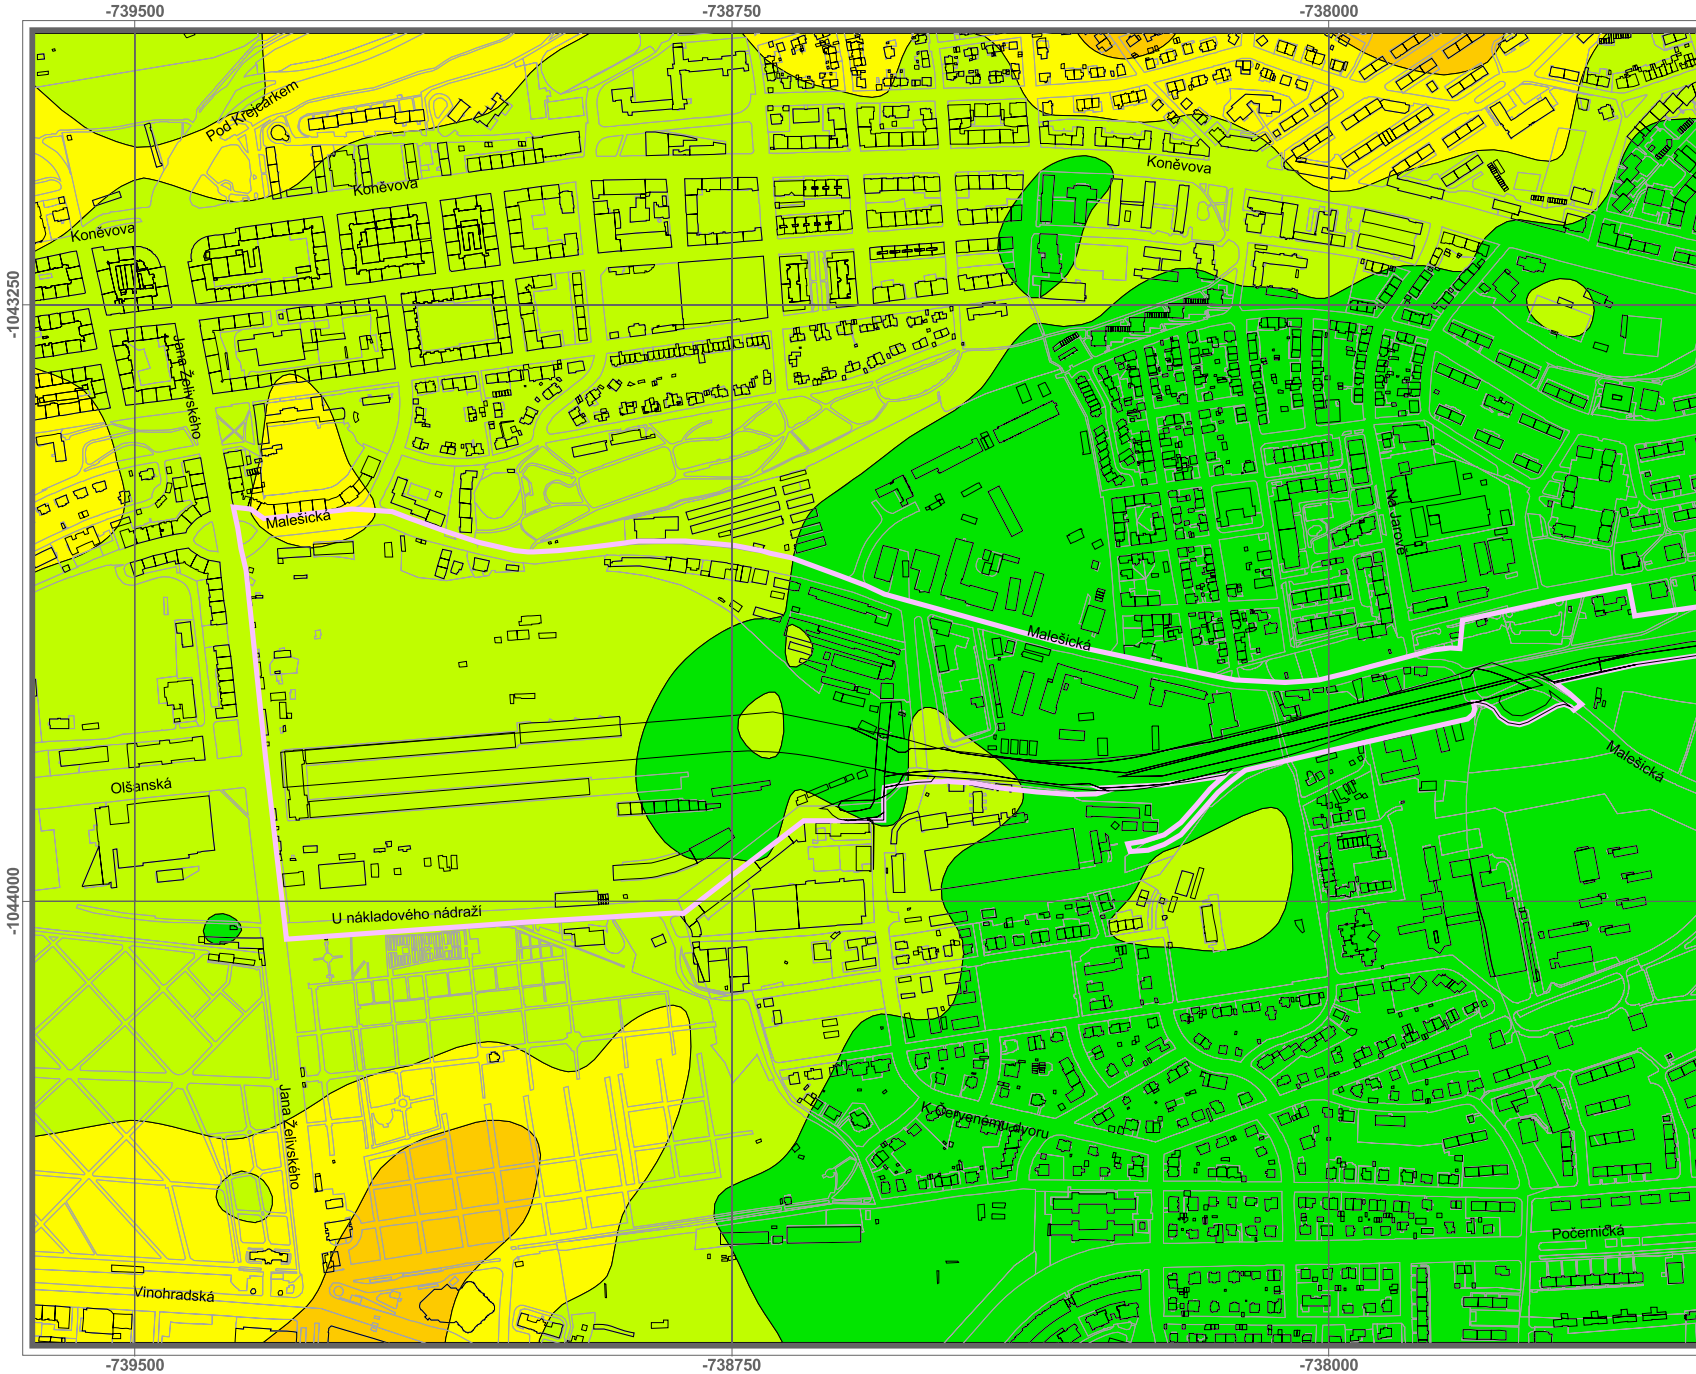 -739500
-738750
-738000
Pod Krejcárkem
Koněvova
Koněvova
Koněvova
-1043250
Jana Želivského
Malešická
Na Jarově
Malešická
Malešická
Olšanská
U nákladového nádraží
-1044000
Jana Želivského
K Červenému dvoru
Počernická
Vinohradská
-739500
-738750
-738000